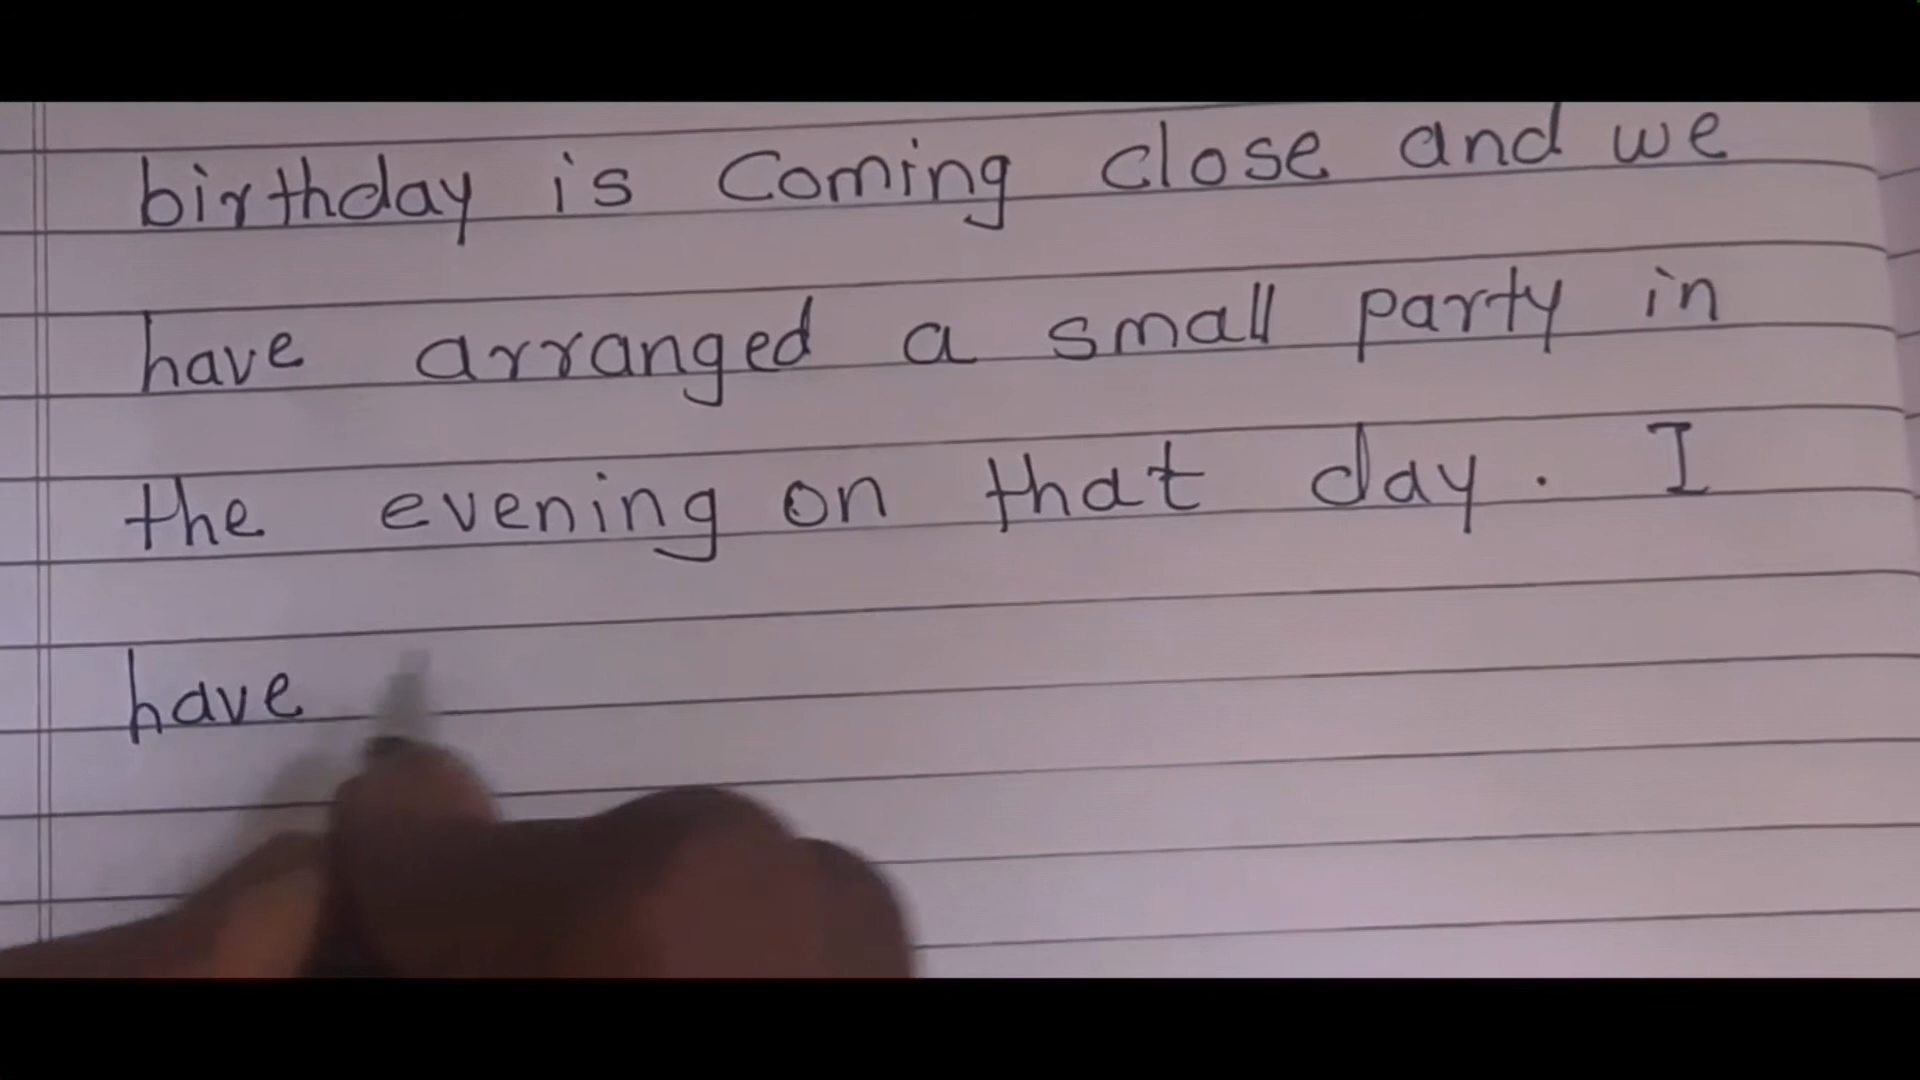 birthday is Coming close and we
have arranged a small party in
the evening on that day. I
have